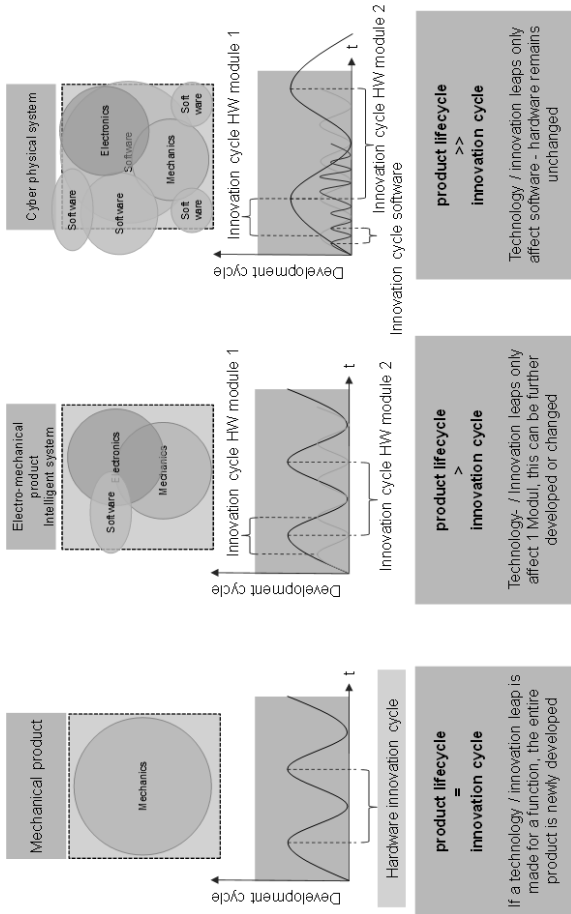 Mechanical product
Mechanics
Development cycle
t
Hardware innovation cycle
product lifecycle
=
innovation cycle
If a technology / innovation leap is
made for a function, the entire
product is newly developed
Electro-mechanical
product
Intelligent system
Software
Electronics
Mechanics
Innovation cycle HW module 1
Development cycle
t
Innovation cycle HW module 2
product lifecycle
>
innovation cycle
Technology- / Innovation leaps only
affect 1 Modul, this can be further
developed or changed
Cyber physical system
Software
Electronics
Software
Software
Mechanics
Soft
ware
Soft
ware
Innovation cycle HW module 1
Development cycle
t
Innovation cycle HW module 2
Innovation cycle software
product lifecycle
>>
innovation cycle
Technology / innovation leaps only
affect software - hardware remains
unchanged